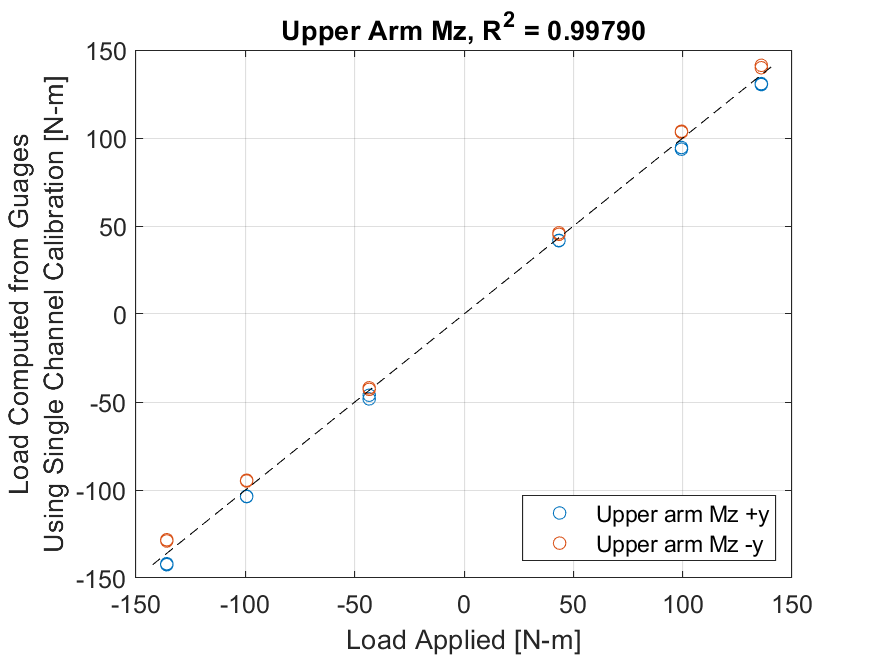 Upper Arm Mz, R² = 0.99790
Load Computed from Guages
Using Single Channel Calibration [N-m]
150
100
50
0
-50
-100
-150
-150 -100 -50 0 50 100 150
Load Applied [N-m]
Upper arm Mz +y
Upper arm Mz -y